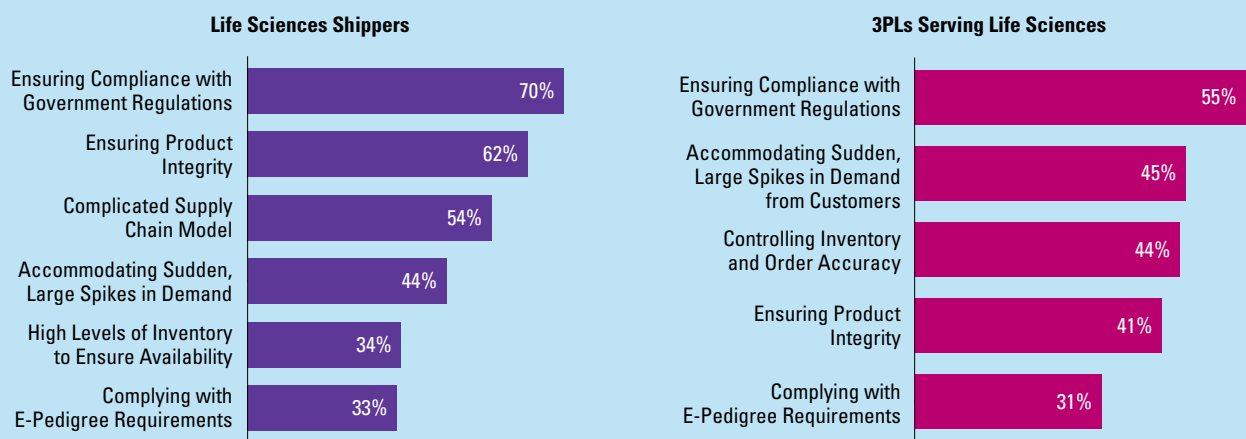 Life Sciences Shippers
Ensuring Compliance with
Government Regulations
70%
Ensuring Product
Integrity
62%
Complicated Supply
Chain Model
54%
Accommodating Sudden,
Large Spikes in Demand
44%
High Levels of Inventory
to Ensure Availability
34%
Complying with
E-Pedigree Requirements
33%
3PLs Serving Life Sciences
Ensuring Compliance with
Government Regulations
55%
Accommodating Sudden,
Large Spikes in Demand
from Customers
45%
Controlling Inventory
and Order Accuracy
44%
Ensuring Product
Integrity
41%
Complying with
E-Pedigree Requirements
31%